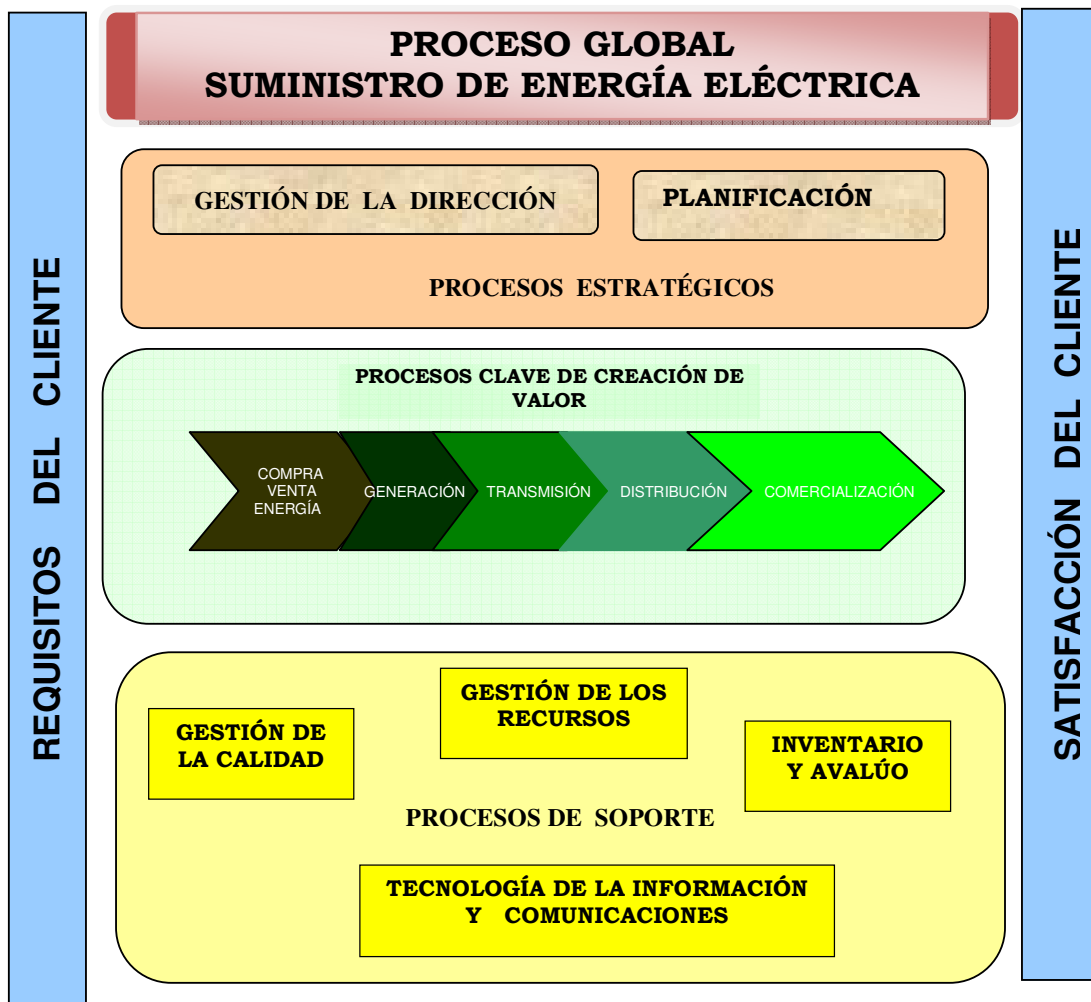 PROCESO GLOBAL
SUMINISTRO DE ENERGÍA ELÉCTRICA
REQUISITOS DEL CLIENTE
GESTIÓN DE LA DIRECCIÓN
PLANIFICACIÓN
PROCESOS ESTRATÉGICOS
PROCESOS CLAVE DE CREACIÓN DE
VALOR
COMPRA
VENTA
ENERGÍA
GENERACIÓN
TRANSMISIÓN
DISTRIBUCIÓN
COMERCIALIZACIÓN
GESTIÓN DE
LA CALIDAD
GESTIÓN DE LOS
RECURSOS
INVENTARIO
Y AVALÚO
PROCESOS DE SOPORTE
TECNOLOGÍA DE LA INFORMACIÓN
Y COMUNICACIONES
SATISFACCIÓN DEL CLIENTE